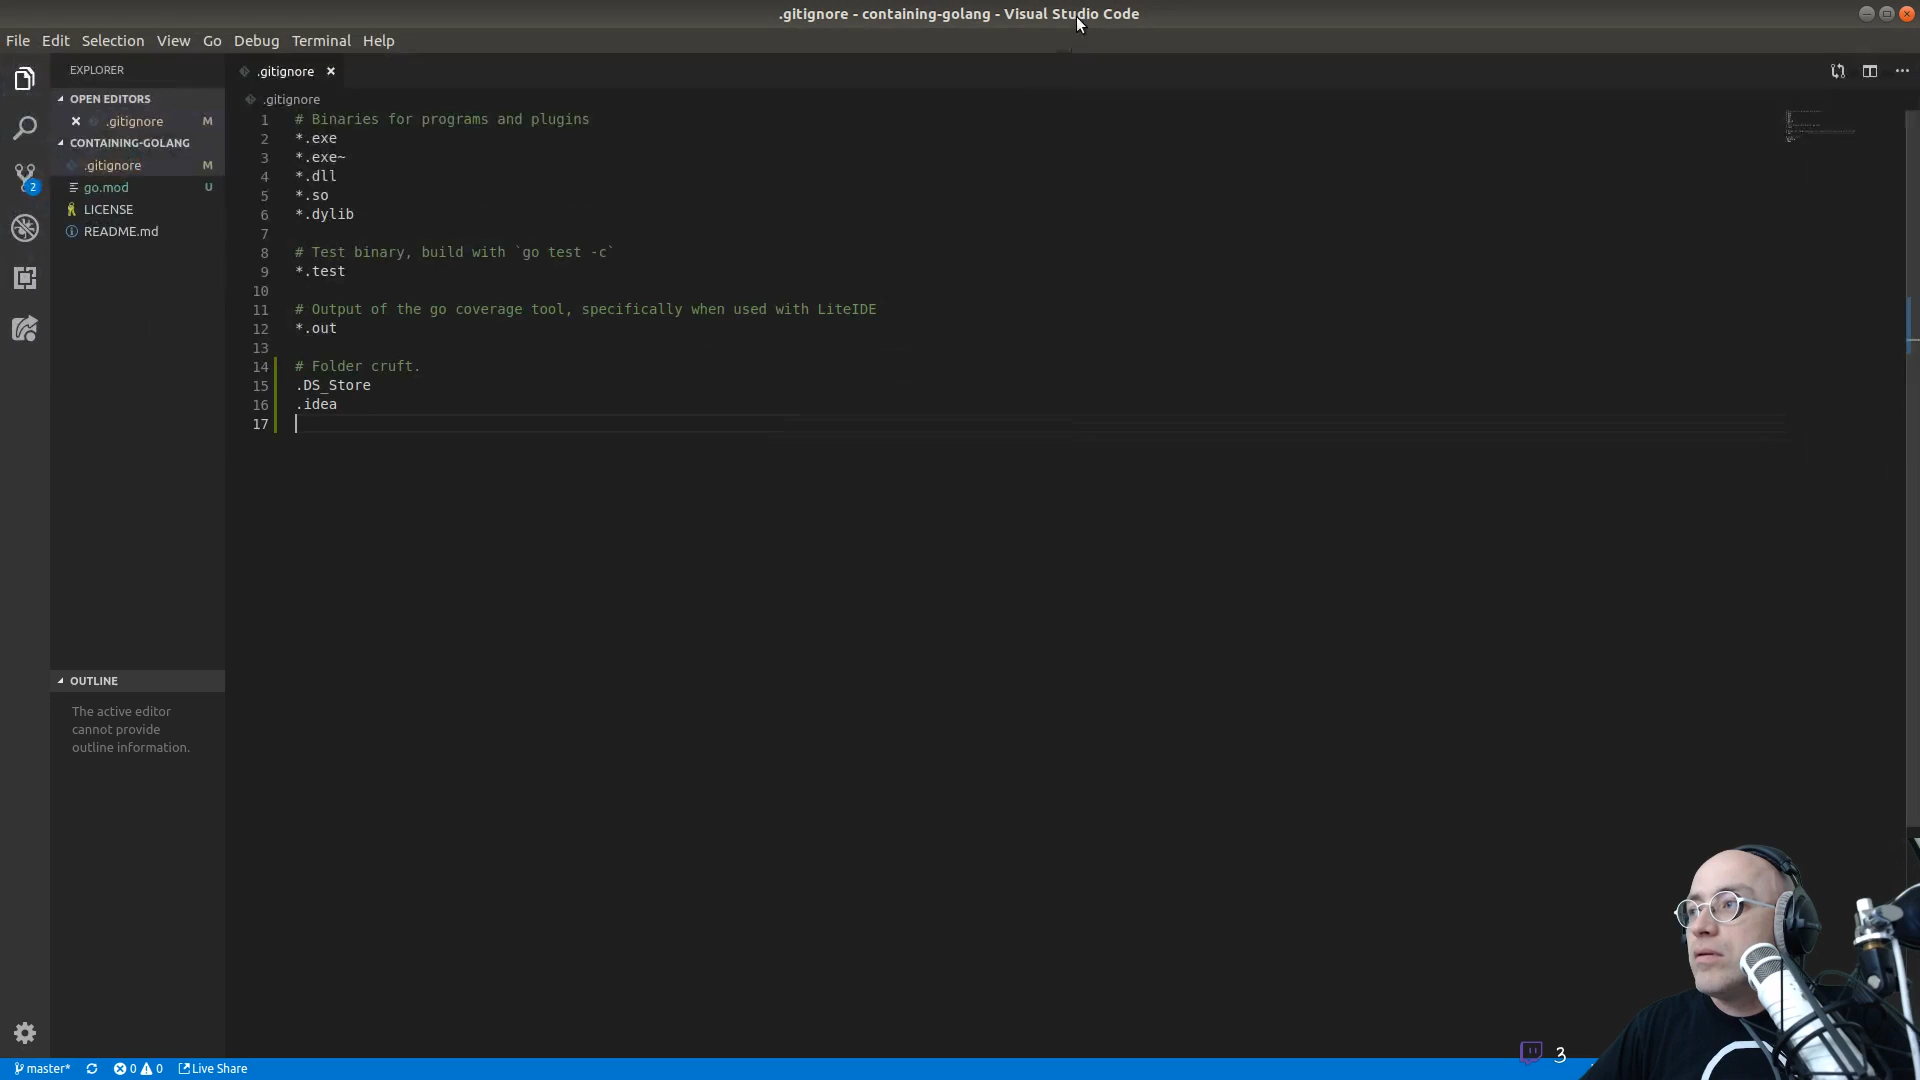 .gitignore - containing-golang - Visual Studio Code
File Edit Selection View Go Debug Terminal Help
EXPLORER
OPEN EDITORS
.gitignore M
CONTAINING-GOLANG
.gitignore M
go.mod U
LICENSE
README.md
2
.gitignore
.gitignore
1 # Binaries for programs and plugins
2 *.exe
3 *.exe~
4 *.dll
5 *.so
6 *.dylib
7
8 # Test binary, build with `go test -c`
9 *.test
10
11 # Output of the go coverage tool, specifically when used with LiteIDE
12 *.out
13
14 # Folder cruft.
15 .DS_Store
16 .idea
17
OUTLINE
The active editor
cannot provide
outline information.
master* 0 0 Live Share
3